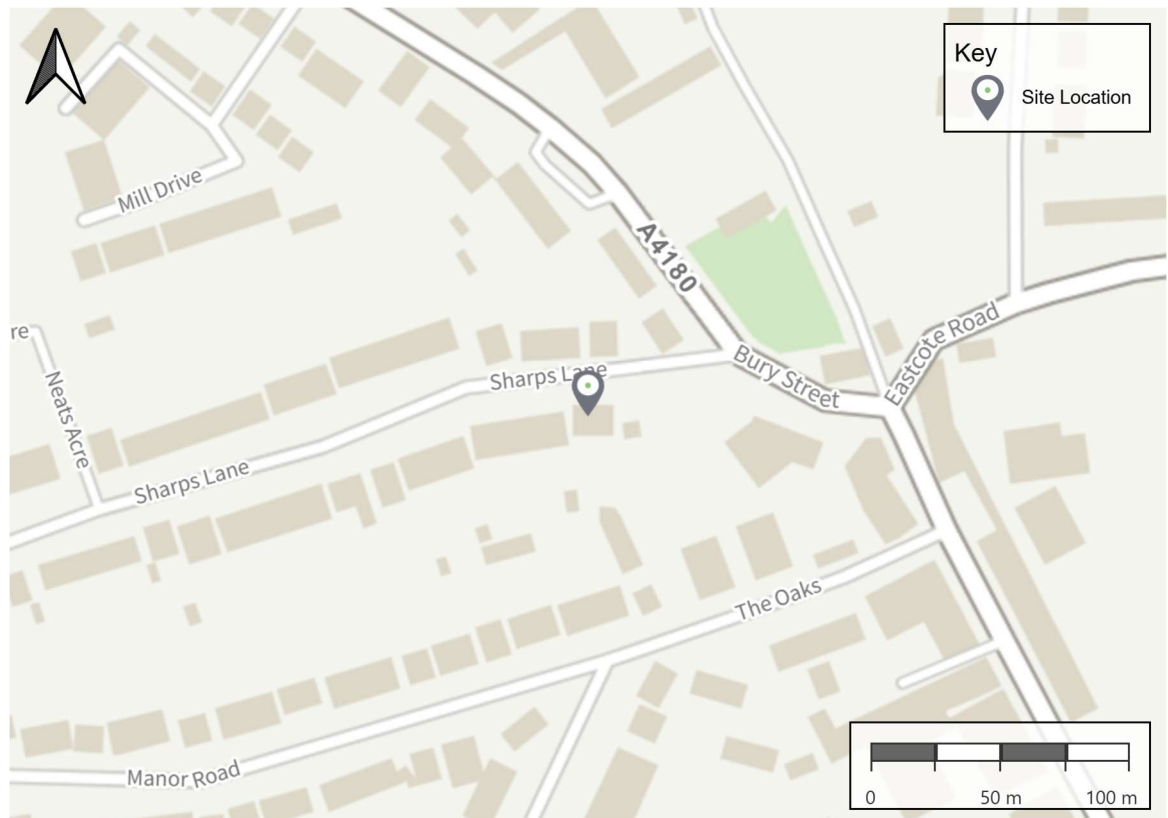 Key
Site Location
Mill Drive
A4180
re
Neats Acre
Sharps Lane
Bury Street
Eastcote Road
Sharps Lane
The Oaks
Manor Road
0 50 m 100 m